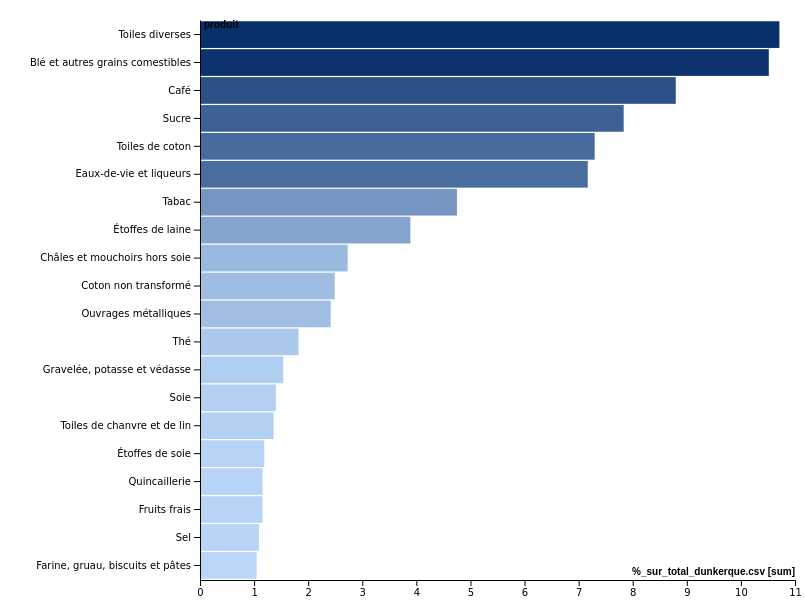 produit
Toiles diverses
Blé et autres grains comestibles
Café
Sucre
Toiles de coton
Eaux-de-vie et liqueurs
Tabac
Étoffes de laine
Châles et mouchoirs hors soie
Coton non transformé
Ouvrages métalliques
Thé
Gravelée, potasse et védasse
Soie
Toiles de chanvre et de lin
Étoffes de soie
Quincaillerie
Fruits frais
Sel
Farine, gruau, biscuits et pâtes
%_sur_total_dunkerque.csv [sum]
0 1 2 3 4 5 6 7 8 9 10 11